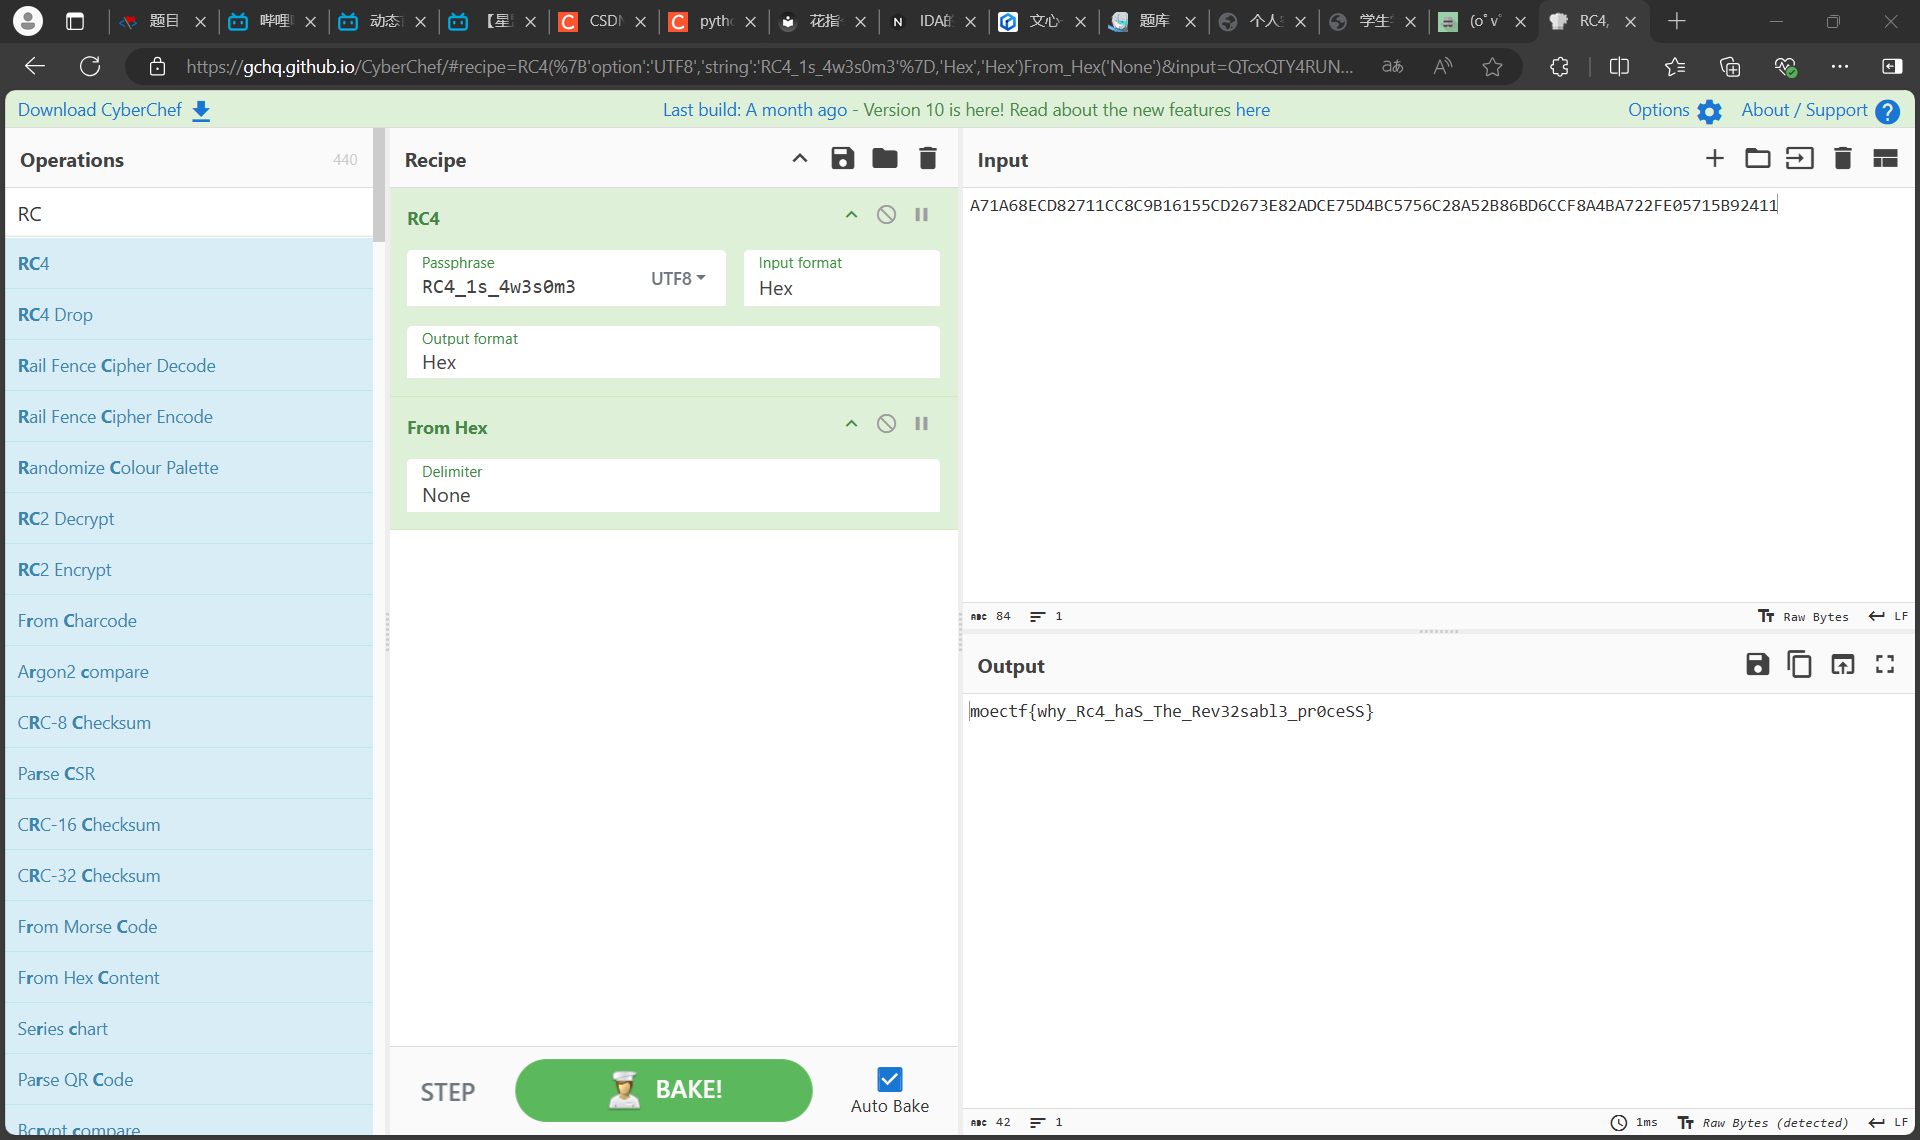 题目
哔哩
动态
【星
CSDN
pytho
花指
IDA的
文心
题库
个人
学生
(o˚v˚
RC4,
https://gchq.github.io/CyberChef/#recipe=RC4(%7B'option':'UTF8','string':'RC4_1s_4w3s0m3'%7D,'Hex','Hex')From_Hex('None')&input=QTcxQTY4RUN...
Download CyberChef
Last build: A month ago - Version 10 is here! Read about the new features here
Options
About / Support
Operations
440
RC
RC4
RC4 Drop
Rail Fence Cipher Decode
Rail Fence Cipher Encode
Randomize Colour Palette
RC2 Decrypt
RC2 Encrypt
From Charcode
Argon2 compare
CRC-8 Checksum
Parse CSR
CRC-16 Checksum
CRC-32 Checksum
From Morse Code
From Hex Content
Series chart
Parse QR Code
Bcrypt compare
Recipe
RC4
Passphrase
RC4_1s_4w3s0m3
UTF8
Input format
Hex
Output format
Hex
From Hex
Delimiter
None
STEP
BAKE!
Auto Bake
Input
A71A68ECD82711CC8C9B16155CD2673E82ADCE75D4BC5756C28A52B86BD6CCF8A4BA722FE05715B92411
ABC 84
1
Raw Bytes
LF
Output
moectf{why_Rc4_haS_The_Rev32sabl3_pr0ceSS}
ABC 42
1
1ms
Raw Bytes (detected)
LF